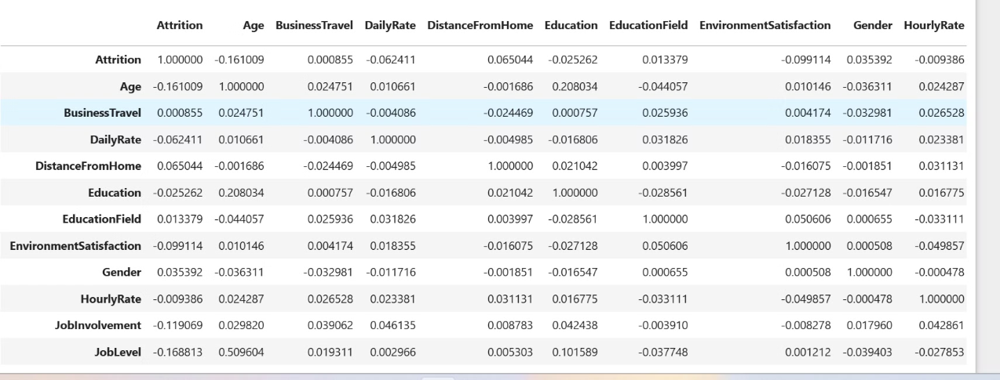 Attrition Age BusinessTravel DailyRate DistanceFromHome Education EducationField EnvironmentSatisfaction Gender HourlyRate
Attrition 1.000000 -0.161009 0.000855 -0.062411 0.065044 -0.025262 0.013379 -0.099114 0.035392 -0.009386
Age -0.161009 1.000000 0.024751 0.010661 -0.001686 0.208034 -0.044057 0.010146 -0.036311 0.024287
BusinessTravel 0.000855 0.024751 1.000000 -0.004086 -0.024469 0.000757 0.025936 0.004174 -0.032981 0.026528
DailyRate -0.062411 0.010661 -0.004086 1.000000 -0.004985 -0.016806 0.031826 0.018355 -0.011716 0.023381
DistanceFromHome 0.065044 -0.001686 -0.024469 -0.004985 1.000000 0.021042 0.003997 -0.016075 -0.001851 0.031131
Education -0.025262 0.208034 0.000757 -0.016806 0.021042 1.000000 -0.028561 -0.027128 -0.016547 0.016775
EducationField 0.013379 -0.044057 0.025936 0.031826 0.003997 -0.028561 1.000000 0.050606 0.000655 -0.033111
EnvironmentSatisfaction -0.099114 0.010146 0.004174 0.018355 -0.016075 -0.027128 0.050606 1.000000 0.000508 -0.049857
Gender 0.035392 -0.036311 -0.032981 -0.011716 -0.001851 -0.016547 0.000655 0.000508 1.000000 -0.000478
HourlyRate -0.009386 0.024287 0.026528 0.023381 0.031131 0.016775 -0.033111 -0.049857 -0.000478 1.000000
JobInvolvement -0.119069 0.029820 0.039062 0.046135 0.008783 0.042438 -0.003910 -0.008278 0.017960 0.042861
JobLevel -0.168813 0.509604 0.019311 0.002966 0.005303 0.101589 -0.037748 0.001212 -0.039403 -0.027853